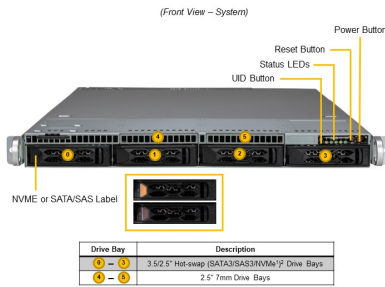 (Front View – System)
Power Button
Reset Button
Status LEDs
UID Button
4
5
0
1
2
3
NVME or SATA/SAS Label
Drive Bay Description
0 – 3 3.5/2.5" Hot-swap (SATA3/SAS3/NVMe¹)² Drive Bays
4 – 5 2.5" 7mm Drive Bays